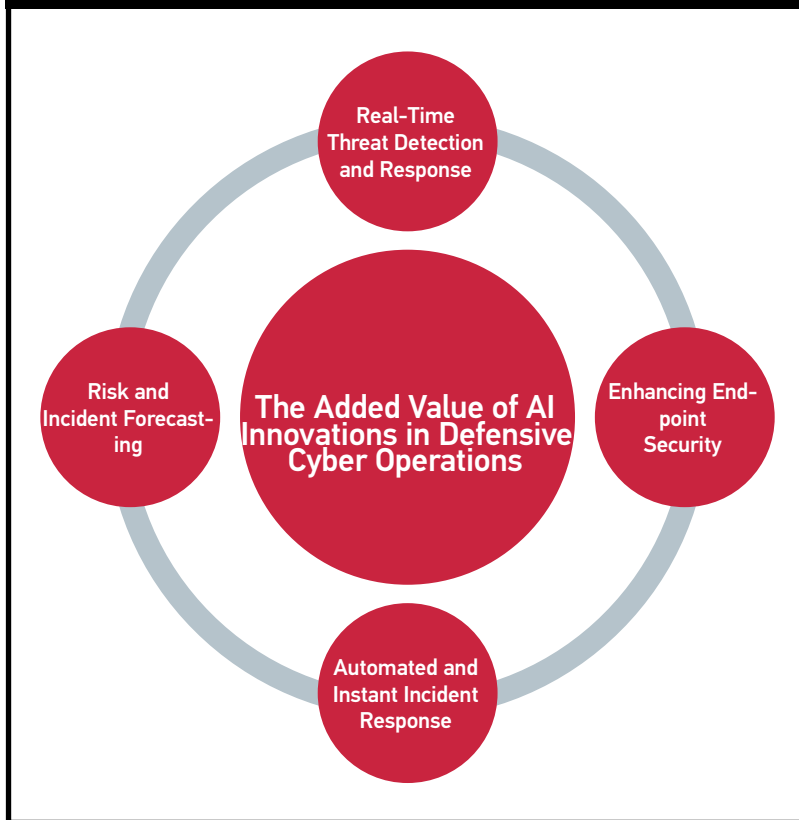 Real-Time
Threat Detection
and Response
Risk and
Incident Forecast-
ing
The Added Value of AI
Innovations in Defensive
Cyber Operations
Enhancing End-
point
Security
Automated and
Instant Incident
Response